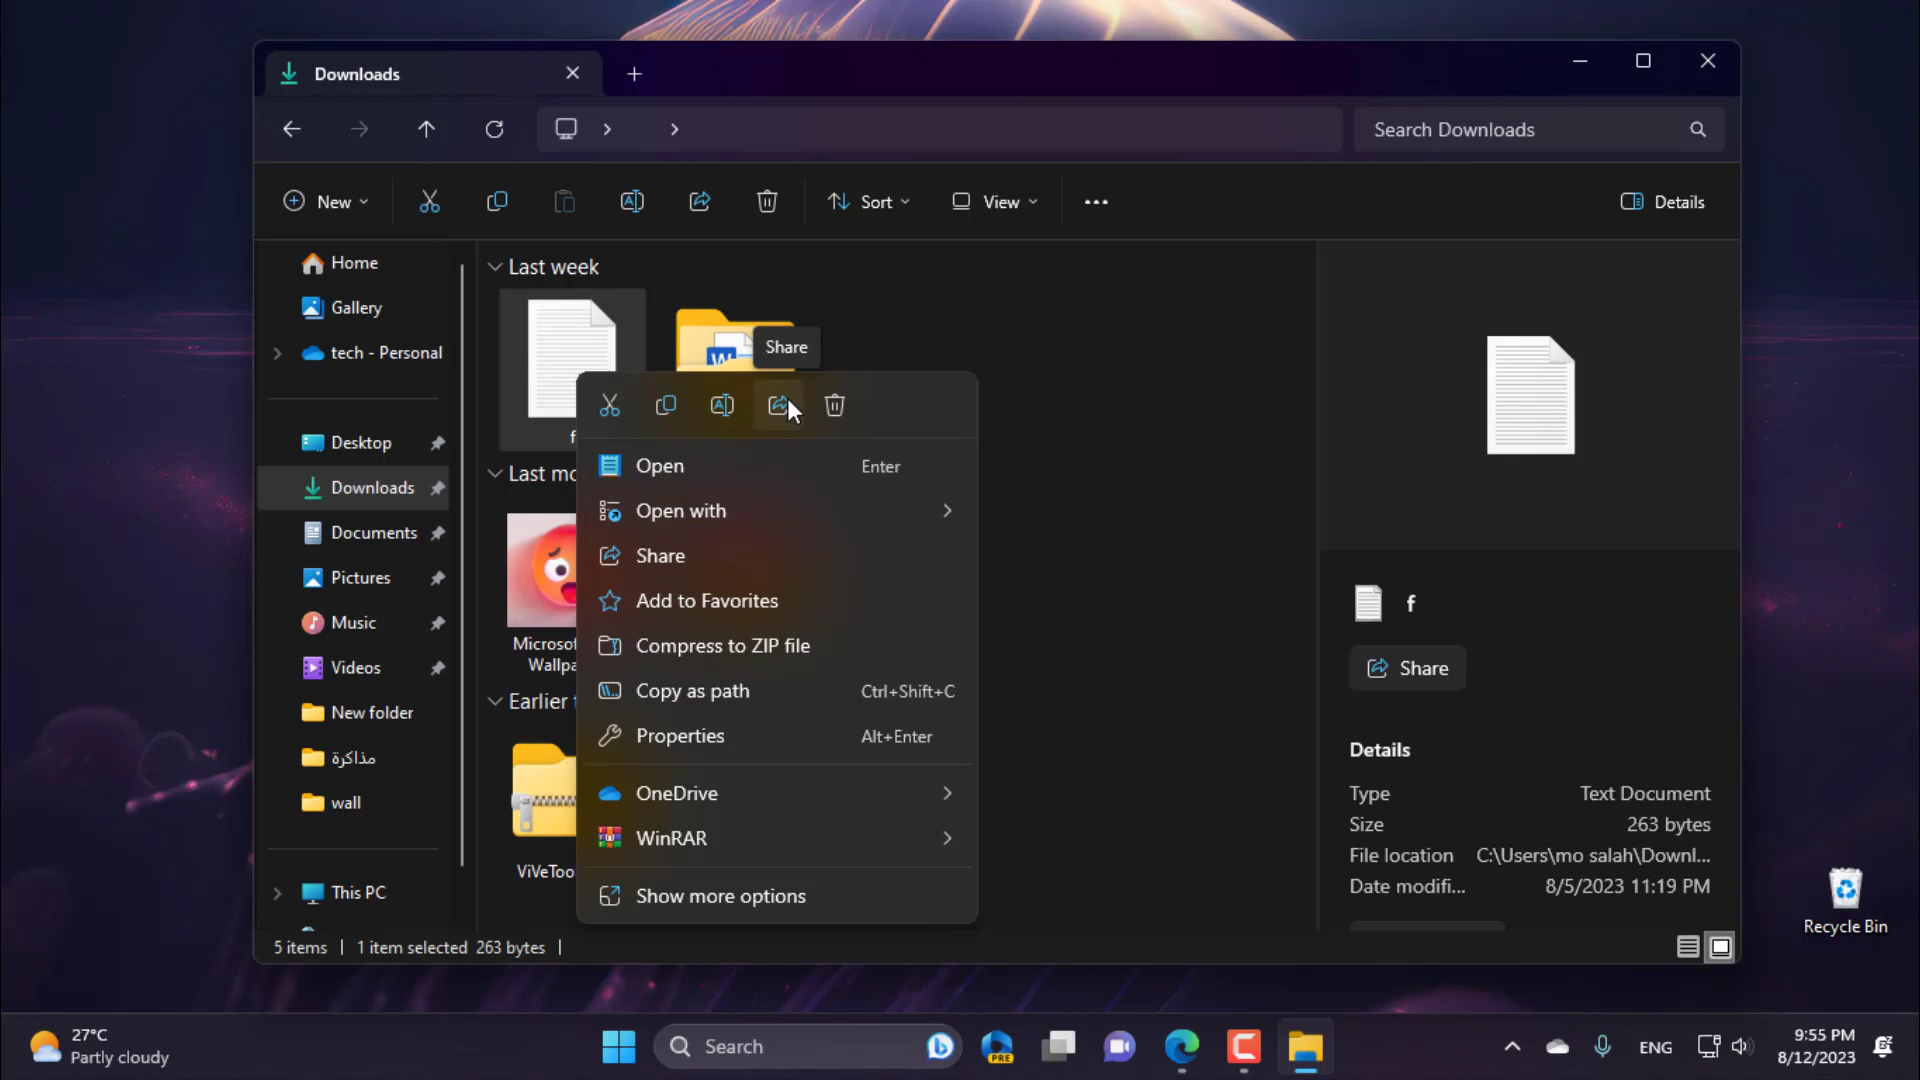 Downloads
Search Downloads
New
Sort
View
Details
Home
Gallery
tech - Personal
Desktop
Downloads
Documents
Pictures
Music
Videos
New folder
مذاكرة
wall
This PC
Last week
W
Share
f
Last mo
Microsof
Wallpa
Earlier
ViVeToo
Open Enter
Open with
Share
Add to Favorites
Compress to ZIP file
Copy as path Ctrl+Shift+C
Properties Alt+Enter
OneDrive
WinRAR
Show more options
f
Share
Details
Type Text Document
Size 263 bytes
File location C:\Users\mo salah\Downl...
Date modifi... 8/5/2023 11:19 PM
5 items 1 item selected 263 bytes
Recycle Bin
27°C
Partly cloudy
Search
PRE
ENG
9:55 PM
8/12/2023